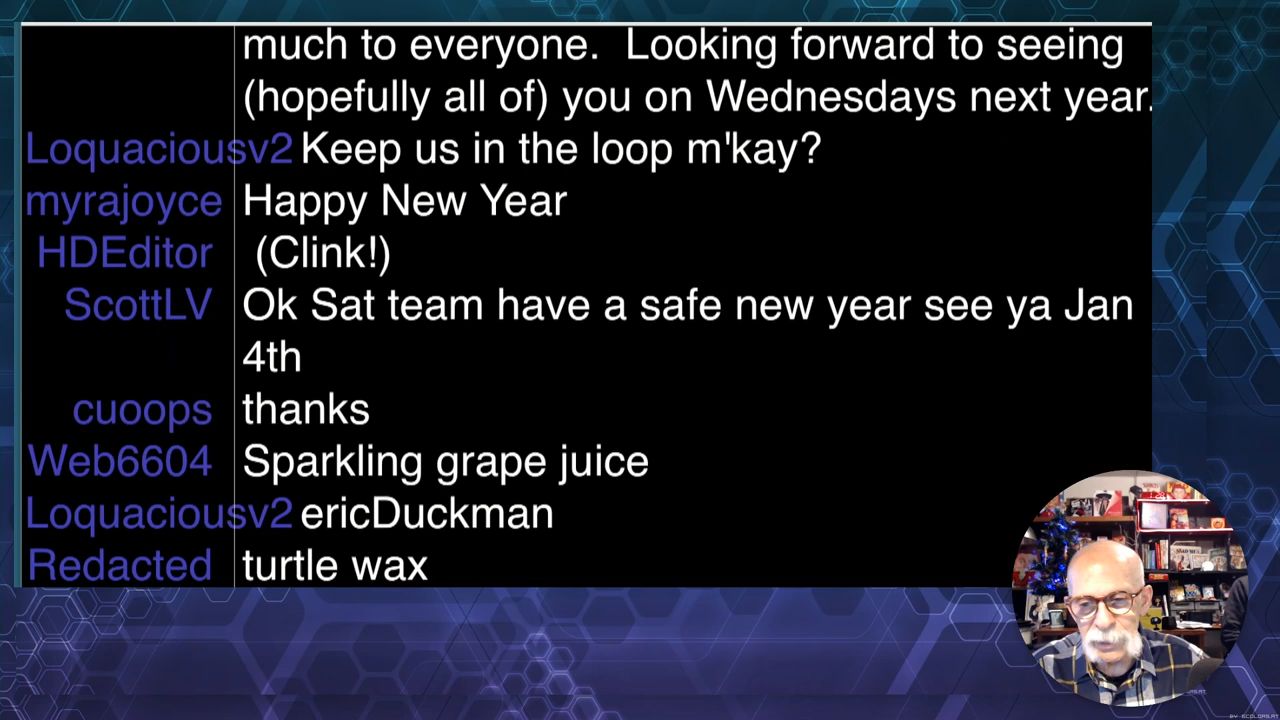 much to everyone.  Looking forward to seeing
(hopefully all of) you on Wednesdays next year.
Loquaciousv2 Keep us in the loop m'kay?
myrajoyce Happy New Year
HDEditor (Clink!)
ScottLV Ok Sat team have a safe new year see ya Jan
4th
cuoops thanks
Web6604 Sparkling grape juice
Loquaciousv2 ericDuckman
Redacted turtle wax